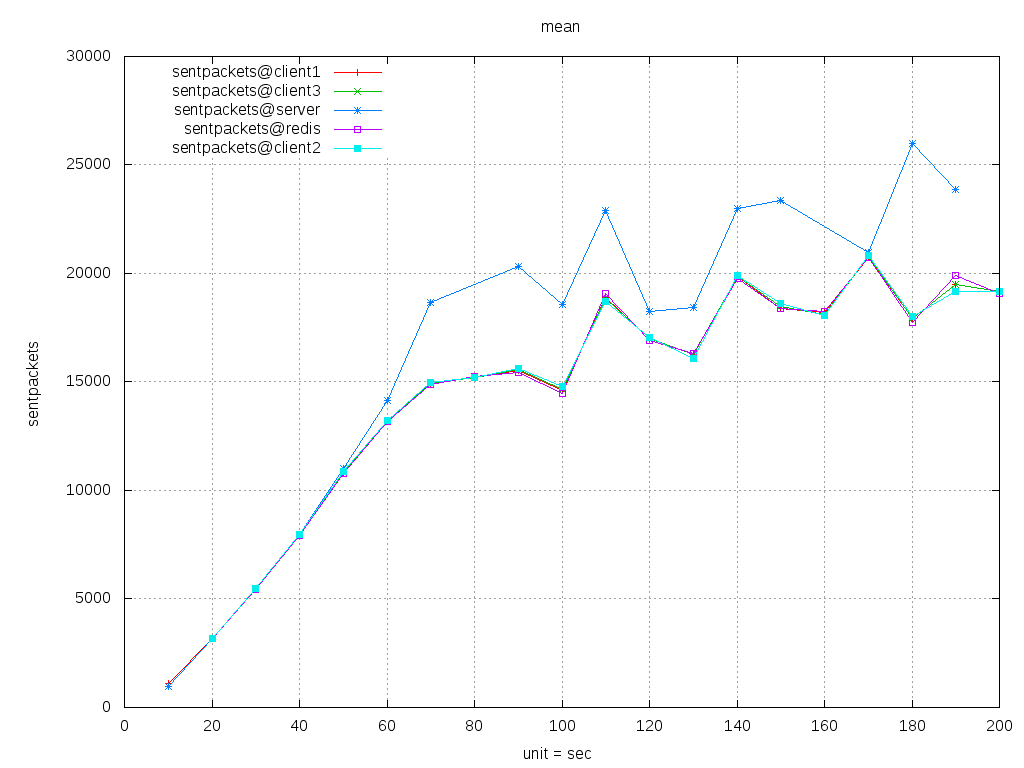 mean
30000
25000
20000
15000
10000
5000
0
sentpackets
sentpackets@client1
sentpackets@client3
sentpackets@server
sentpackets@redis
sentpackets@client2
0 20 40 60 80 100 120 140 160 180 200
unit = sec